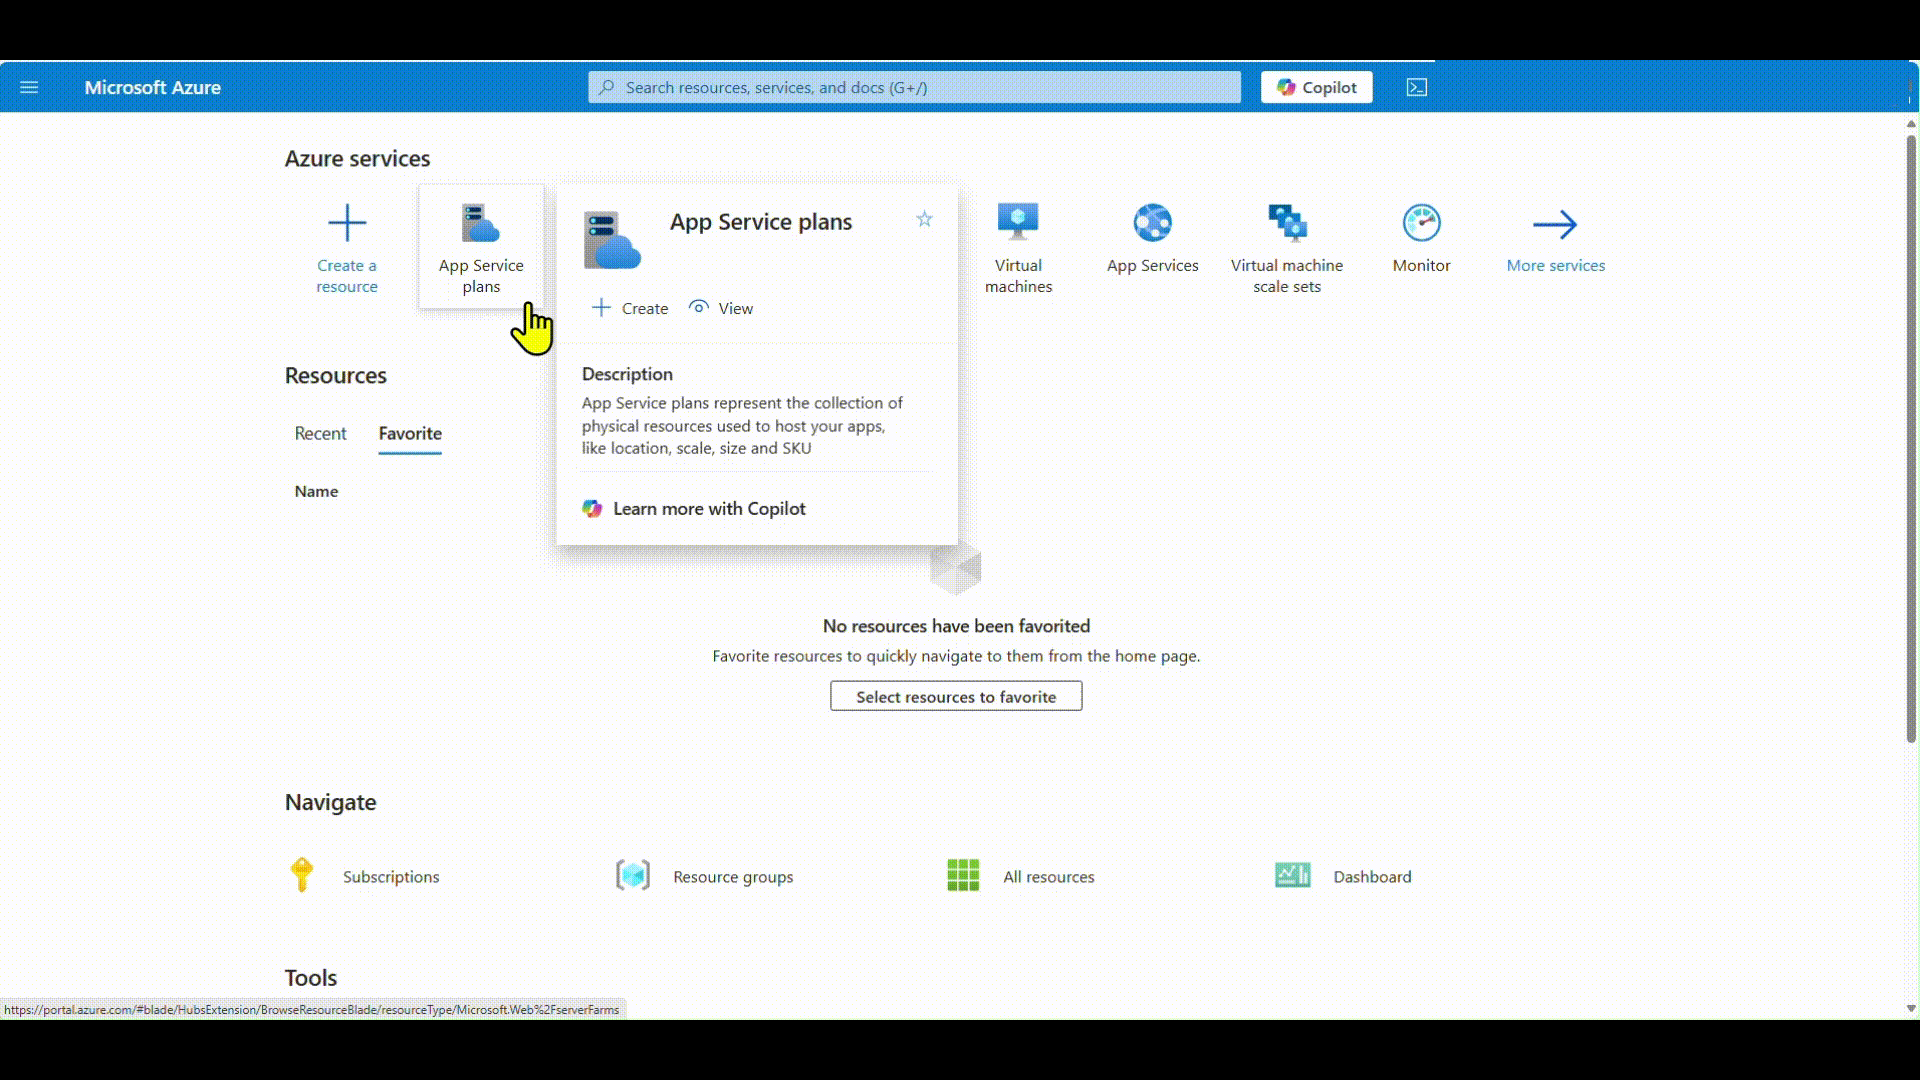 Microsoft Azure
Search resources, services, and docs (G+/)
Copilot
Azure services
Create a
resource
App Service
plans
App Service plans
Create
View
Description
App Service plans represent the collection of
physical resources used to host your apps,
like location, scale, size and SKU
Learn more with Copilot
Virtual
machines
App Services
Virtual machine
scale sets
Monitor
More services
Resources
Recent
Favorite
Name
No resources have been favorited
Favorite resources to quickly navigate to them from the home page.
Select resources to favorite
Navigate
Subscriptions
Resource groups
All resources
Dashboard
Tools
https://portal.azure.com/#blade/HubsExtension/BrowseResourceBlade/resourceType/Microsoft.Web%2FserverFarms